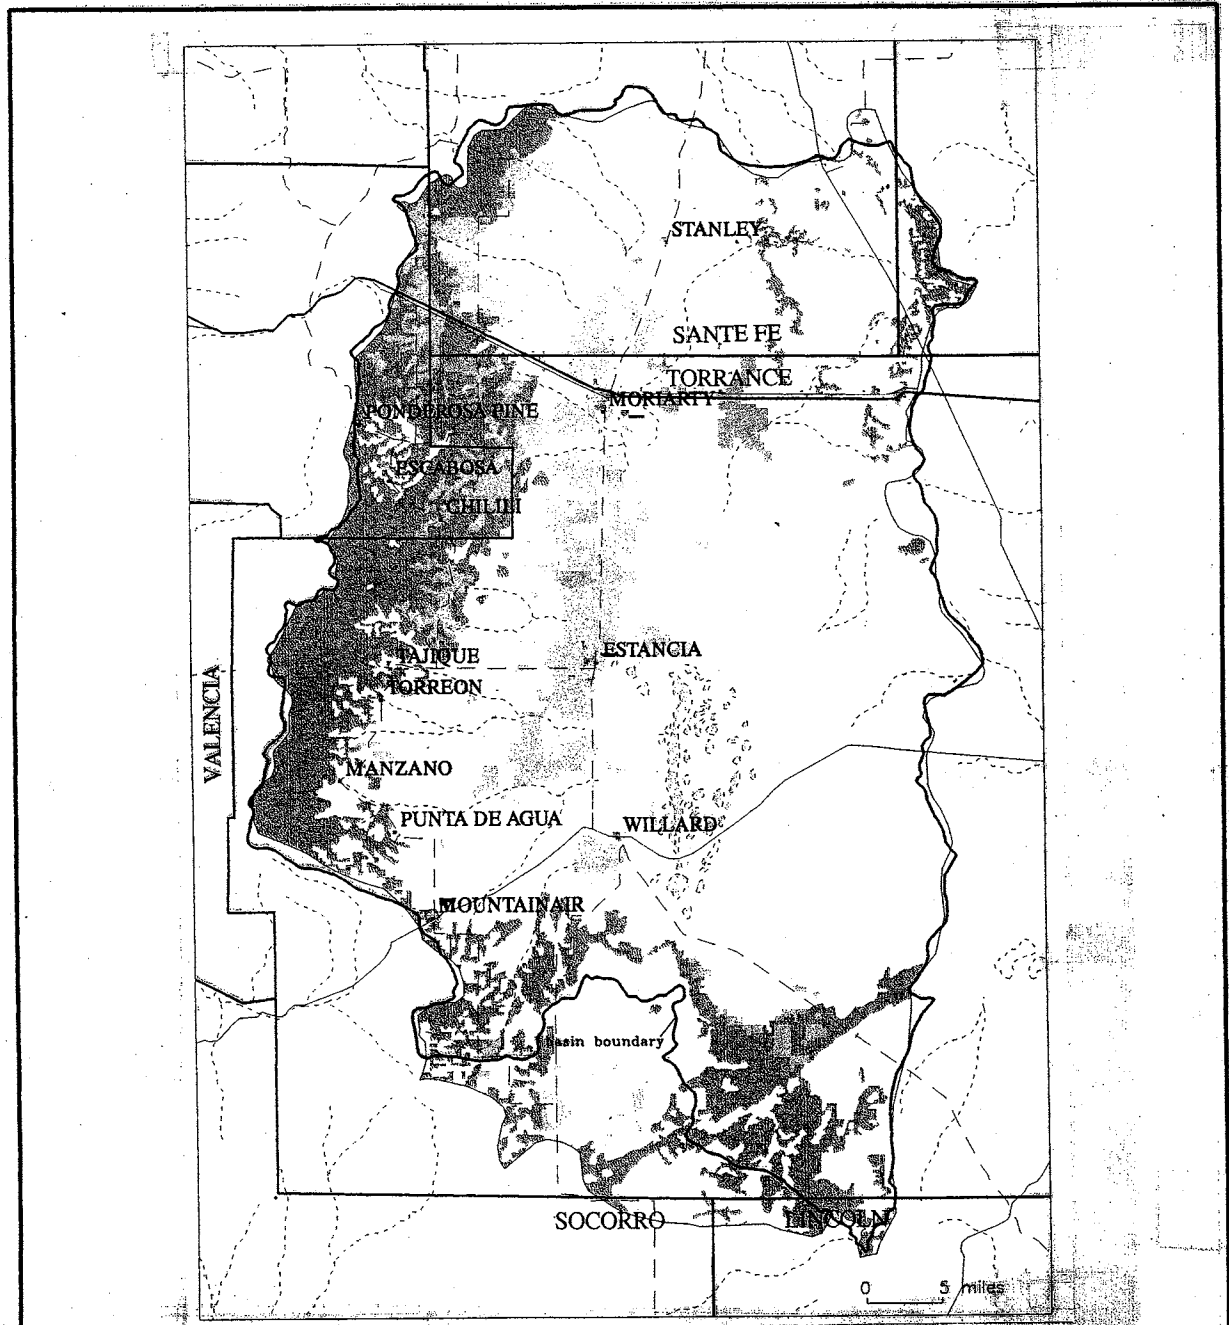 STANLEY
SANTE FE
TORRANCE
MORIARTY
PONDEROSA PINE
ESCABOSA
CHILILI
ESTANCIA
TAJIQUE
TORREON
VALENCIA
MANZANO
PUNTA DE AGUA
WILLARD
MOUNTAINAIR
basin boundary
SOCORRO
LINCOLN
0 5 miles